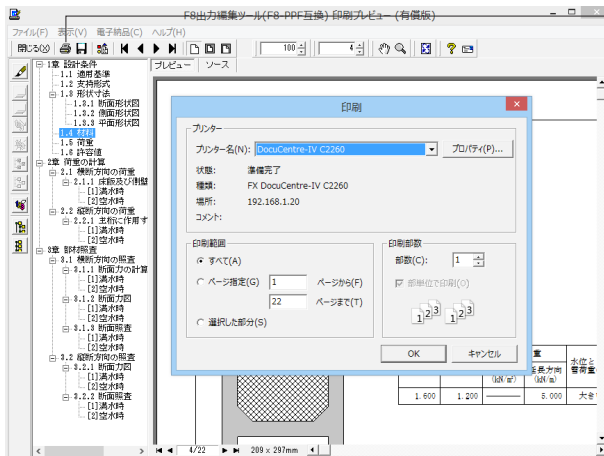 F8出力編集ツール(F8-PPF互換) 印刷プレビュー (有償版)
ファイル(F) 表示(V) 電子納品(C) ヘルプ(H)
閉じる(X) 100 4 ?
プレビュー ソース
1章 設計条件
1.1 適用基準
1.2 支持形式
1.3 形状寸法
1.3.1 断面形状図
1.3.2 側面形状図
1.3.3 平面形状図
1.4 材料
1.5 荷重
1.6 許容値
2章 荷重の計算
2.1 横断方向の荷重
2.1.1 床版及び側壁
[1]満水時
[2]空水時
2.2 縦断方向の荷重
2.2.1 主桁に作用す
[1]満水時
[2]空水時
3章 部材照査
3.1 横断方向の照査
3.1.1 断面力の計算
[1]満水時
[2]空水時
3.1.2 断面力図
[1]満水時
[2]空水時
3.1.3 断面照査
[1]満水時
[2]空水時
3.2 縦断方向の照査
3.2.1 断面力図
[1]満水時
[2]空水時
3.2.2 断面照査
[1]満水時
[2]空水時
印刷
プリンター
プリンター名(N): DocuCentre-IV C2260 プロパティ(P)...
状態: 準備完了
種類: FX DocuCentre-IV C2260
場所: 192.168.1.20
コメント:
印刷範囲
すべて(A)
ページ指定(G) 1 ページから(F)
22 ページまで(T)
選択した部分(S)
印刷部数
部数(C): 1
部単位で印刷(O)
1 2 3 1 2 3
OK キャンセル
重
延長方向
水位と
(kN/m²) (kN/m)
1.600 1.200 5.000 大き
4/22 209 x 297mm